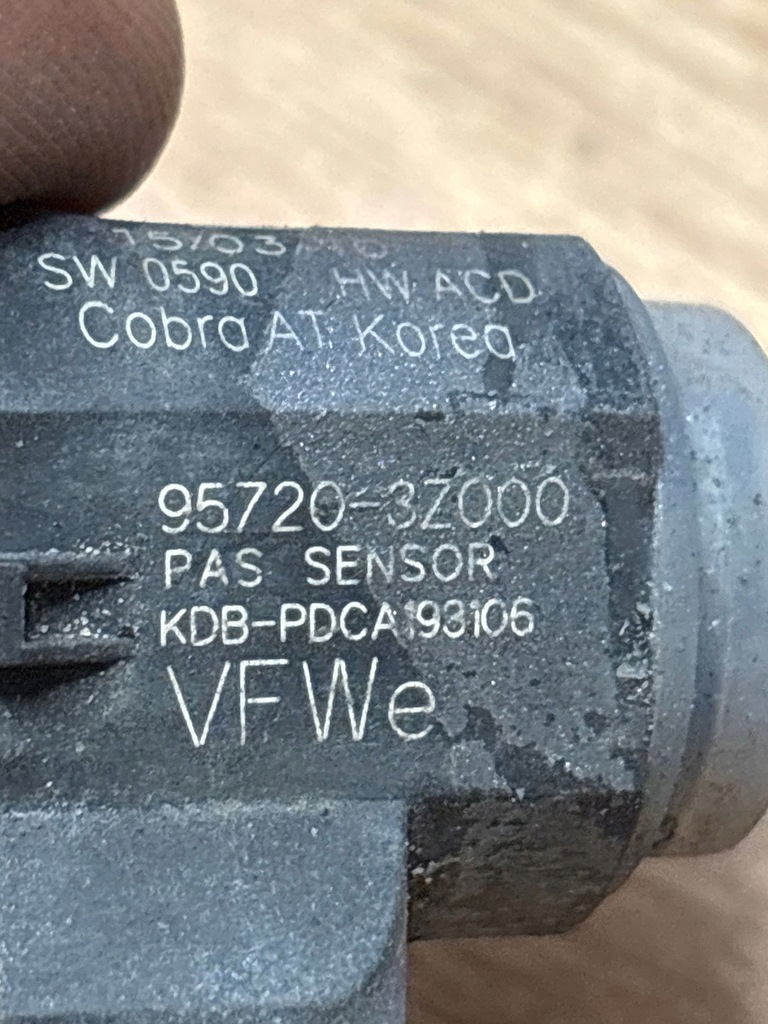 SW 0590 HW ACD
Cobra AT Korea
95720-3Z000
PAS SENSOR
KDB-PDCA193106
VFWe